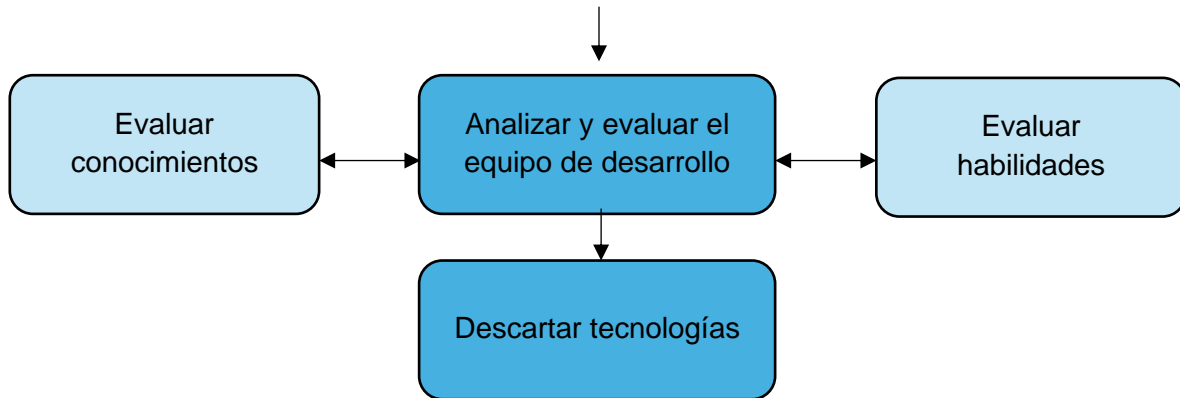 Evaluar
conocimientos
Analizar y evaluar el
equipo de desarrollo
Evaluar
habilidades
Descartar tecnologías